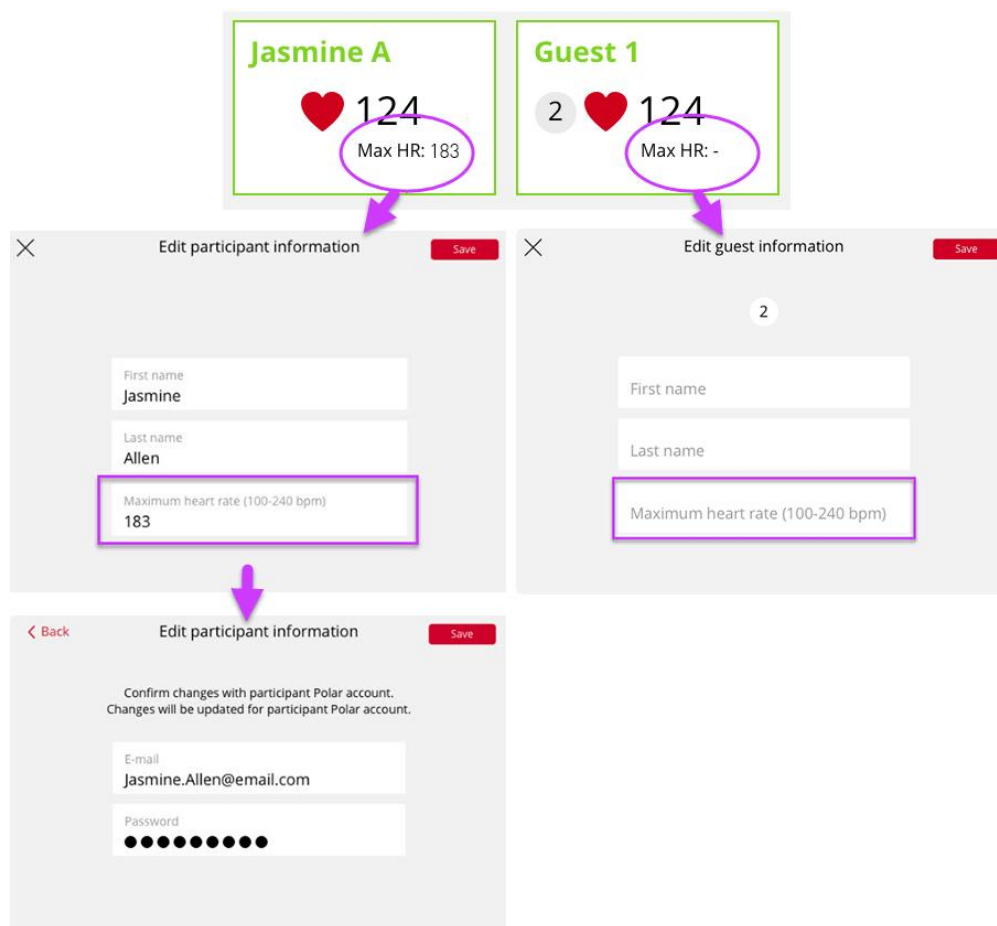 Jasmine A
124
Max HR: 183
Guest 1
2 124
Max HR: -
Edit participant information Save
First name
Jasmine
Last name
Allen
Maximum heart rate (100-240 bpm)
183
Edit guest information Save
2
First name
Last name
Maximum heart rate (100-240 bpm)
Back Edit participant information Save
Confirm changes with participant Polar account.
Changes will be updated for participant Polar account.
E-mail
Jasmine.Allen@email.com
Password
●●●●●●●●●